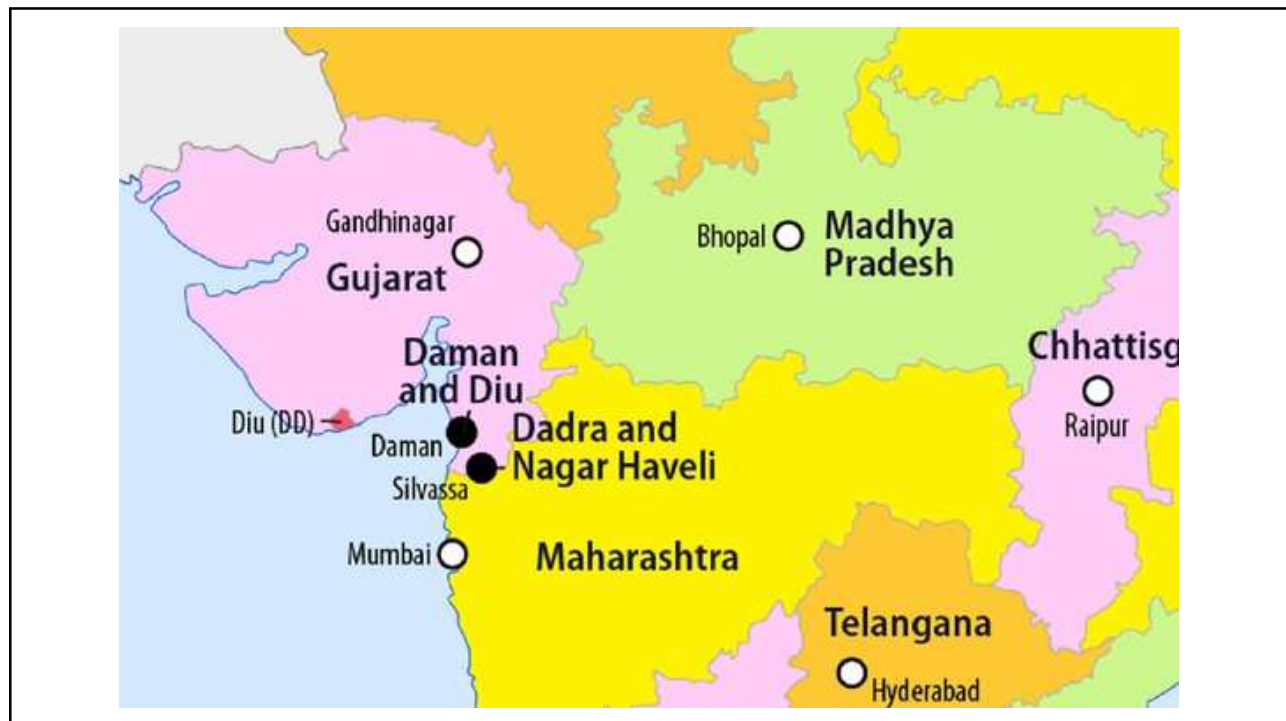 Gandhinagar
Gujarat
Bhopal
Madhya
Pradesh
Daman
and Diu
Chhattisg
Raipur
Diu (DD)
Daman
Dadra and
Nagar Haveli
Silvassa
Mumbai
Maharashtra
Telangana
Hyderabad